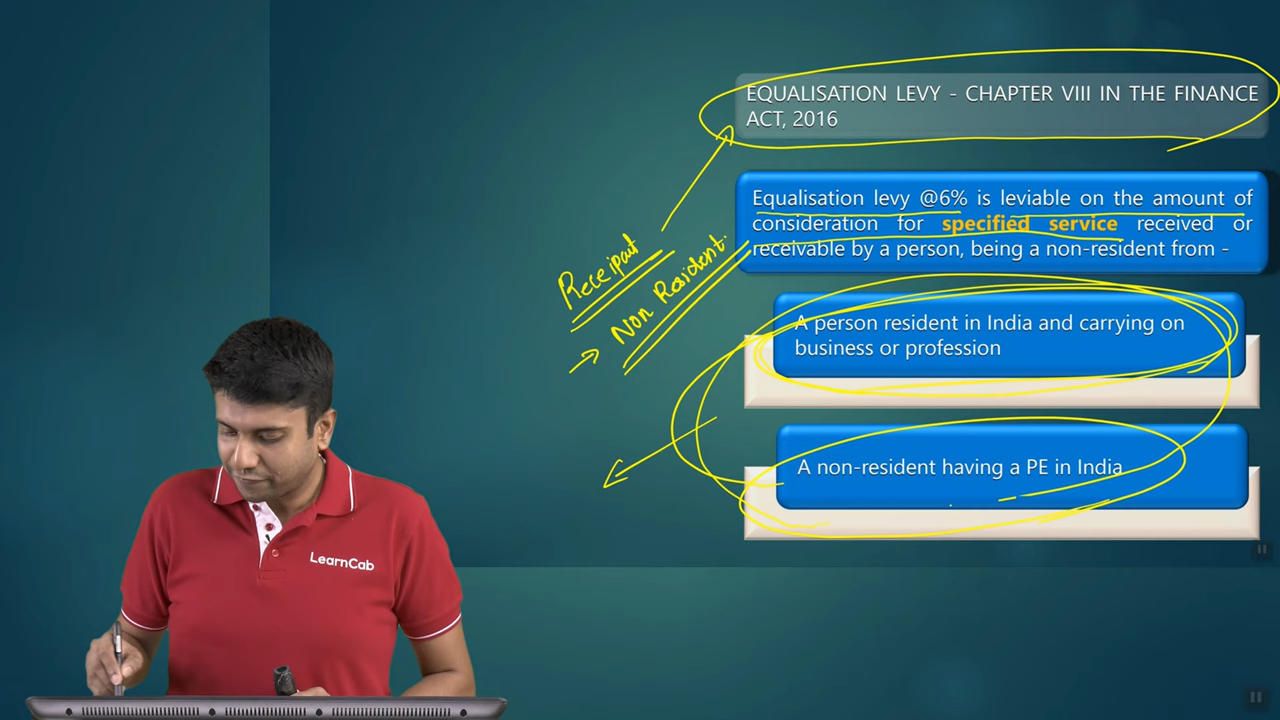 EQUALISATION LEVY - CHAPTER VIII IN THE FINANCE
ACT, 2016
Equalisation levy @6% is leviable on the amount of
consideration for specified service received or
receivable by a person, being a non-resident from -
Receipant
→ Non Resident.
A person resident in India and carrying on
business or profession
A non-resident having a PE in India
LearnCab